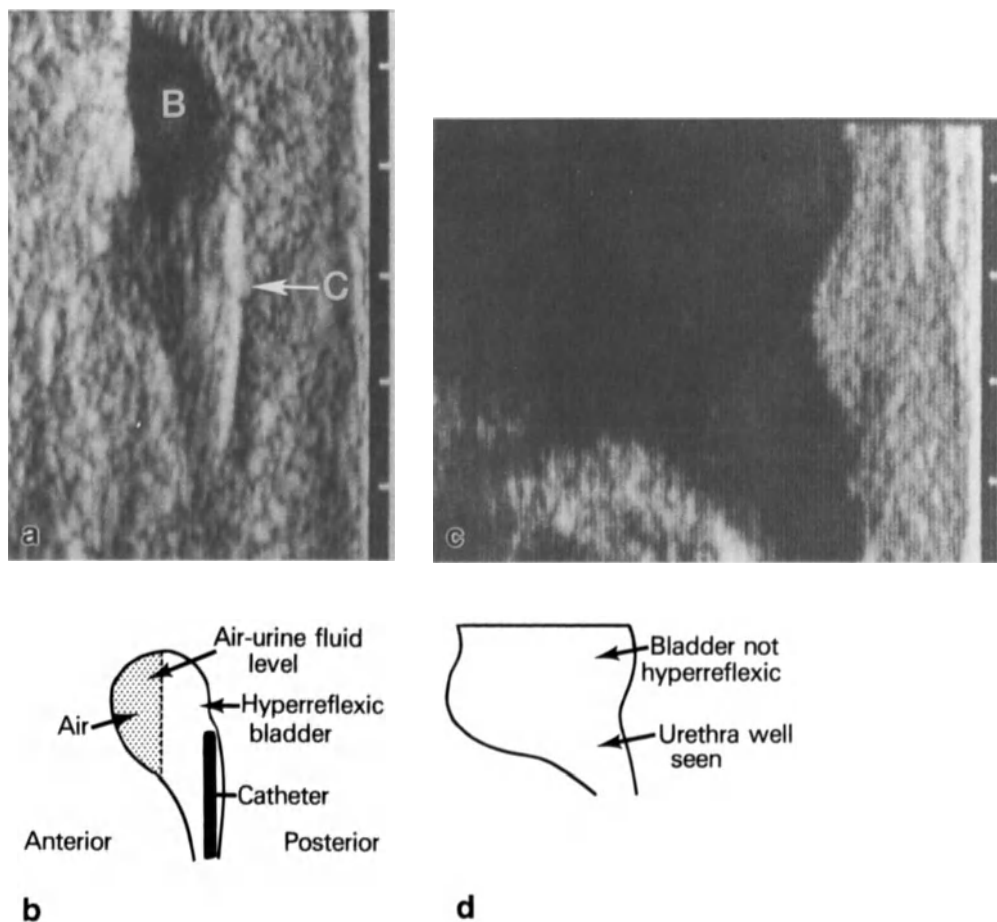 B
C
a
c
Air-urine fluid
level
Air
Hyperreflexic
bladder
Catheter
Anterior
Posterior
b
Bladder not
hyperreflexic
Urethra well
seen
d